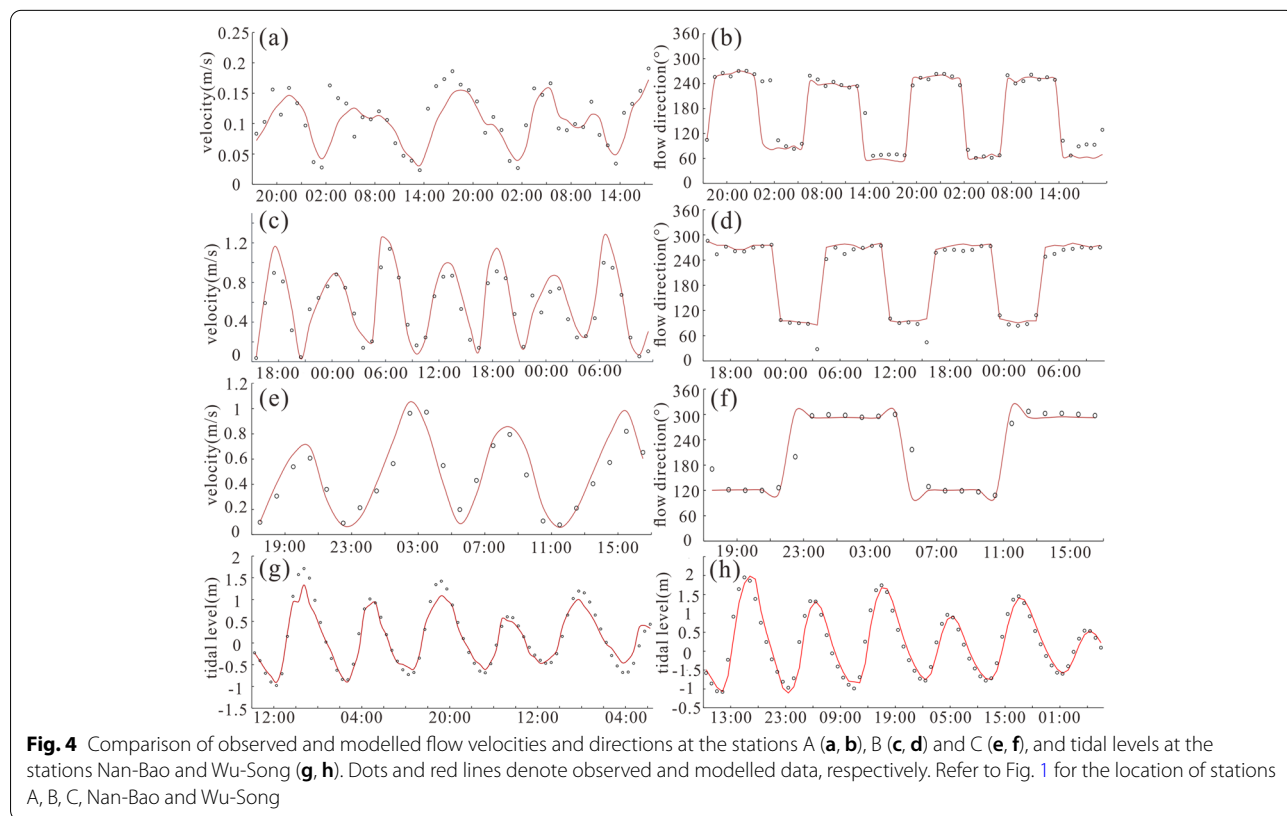 (a)
velocity(m/s)
0.25
0.2
0.15
0.1
0.05
0
20:00 02:00 08:00 14:00 20:00 02:00 08:00 14:00
(b)
flow direction(°)
360
300
240
180
120
60
0
20:00 02:00 08:00 14:00 20:00 02:00 08:00 14:00
(c)
velocity(m/s)
1.2
0.8
0.4
0
18:00 00:00 06:00 12:00 18:00 00:00 06:00
(d)
flow direction(°)
360
300
240
180
120
60
0
18:00 00:00 06:00 12:00 18:00 00:00 06:00
(e)
velocity(m/s)
1.2
1
0.8
0.6
0.4
0.2
0
19:00 23:00 03:00 07:00 11:00 15:00
(f)
flow direction(°)
360
300
240
180
120
60
0
19:00 23:00 03:00 07:00 11:00 15:00
(g)
tidal level(m)
2
1.5
1
0.5
0
-0.5
-1
-1.5
12:00 04:00 20:00 12:00 04:00
(h)
tidal level(m)
2
1.5
0.5
0
-0.5
-1
-0.5
13:00 23:00 09:00 19:00 05:00 15:00 01:00
Fig. 4 Comparison of observed and modelled flow velocities and directions at the stations A (a, b), B (c, d) and C (e, f), and tidal levels at the
stations Nan-Bao and Wu-Song (g, h). Dots and red lines denote observed and modelled data, respectively. Refer to Fig. 1 for the location of stations
A, B, C, Nan-Bao and Wu-Song